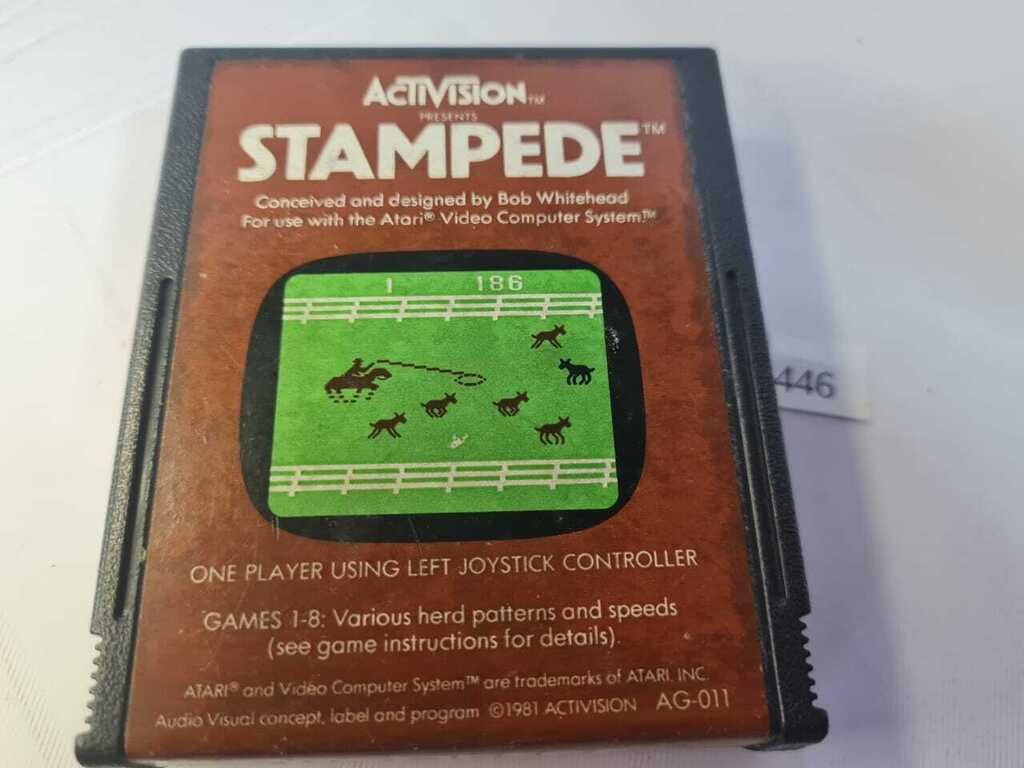 ACTIVISION™
PRESENTS
STAMPEDE™
Conceived and designed by Bob Whitehead
For use with the Atari® Video Computer System™
1 186
446
ONE PLAYER USING LEFT JOYSTICK CONTROLLER
GAMES 1-8: Various herd patterns and speeds
(see game instructions for details).
ATARI® and Video Computer System™ are trademarks of ATARI, INC.
Audio Visual concept, label and program ©1981 ACTIVISION AG-011